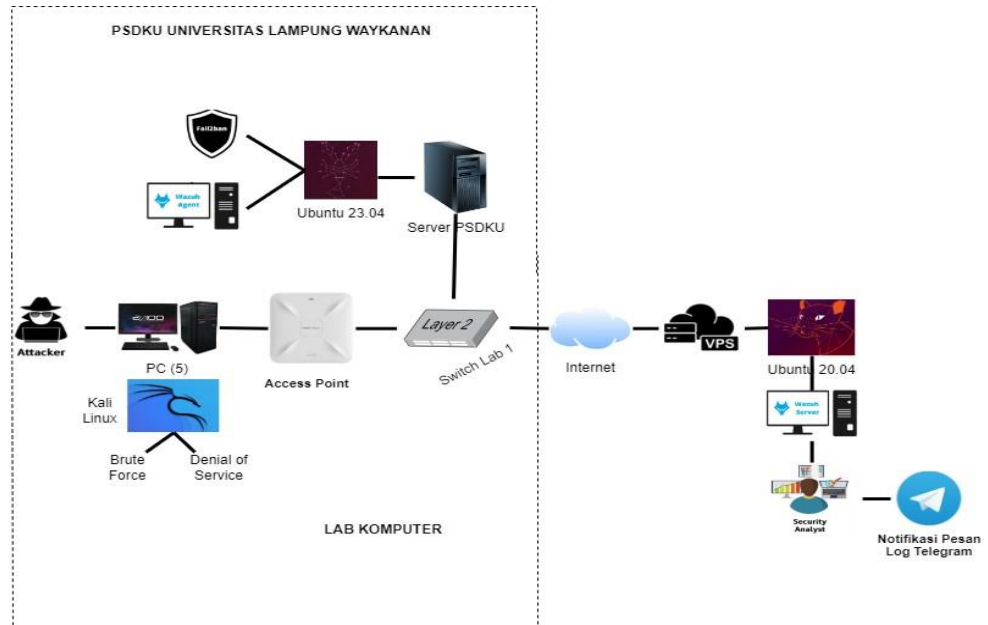 PSDKU UNIVERSITAS LAMPUNG WAYKANAN
Fail2ban
Wazuh
Agent
Ubuntu 23.04
Server PSDKU
Attacker
PC (5)
Access Point
Layer 2
Switch Lab 1
Internet
VPS
Ubuntu 20.04
Wazuh
Server
Kali
Linux
Brute
Force
Denial of
Service
Security
Analyst
Notifikasi Pesan
Log Telegram
LAB KOMPUTER